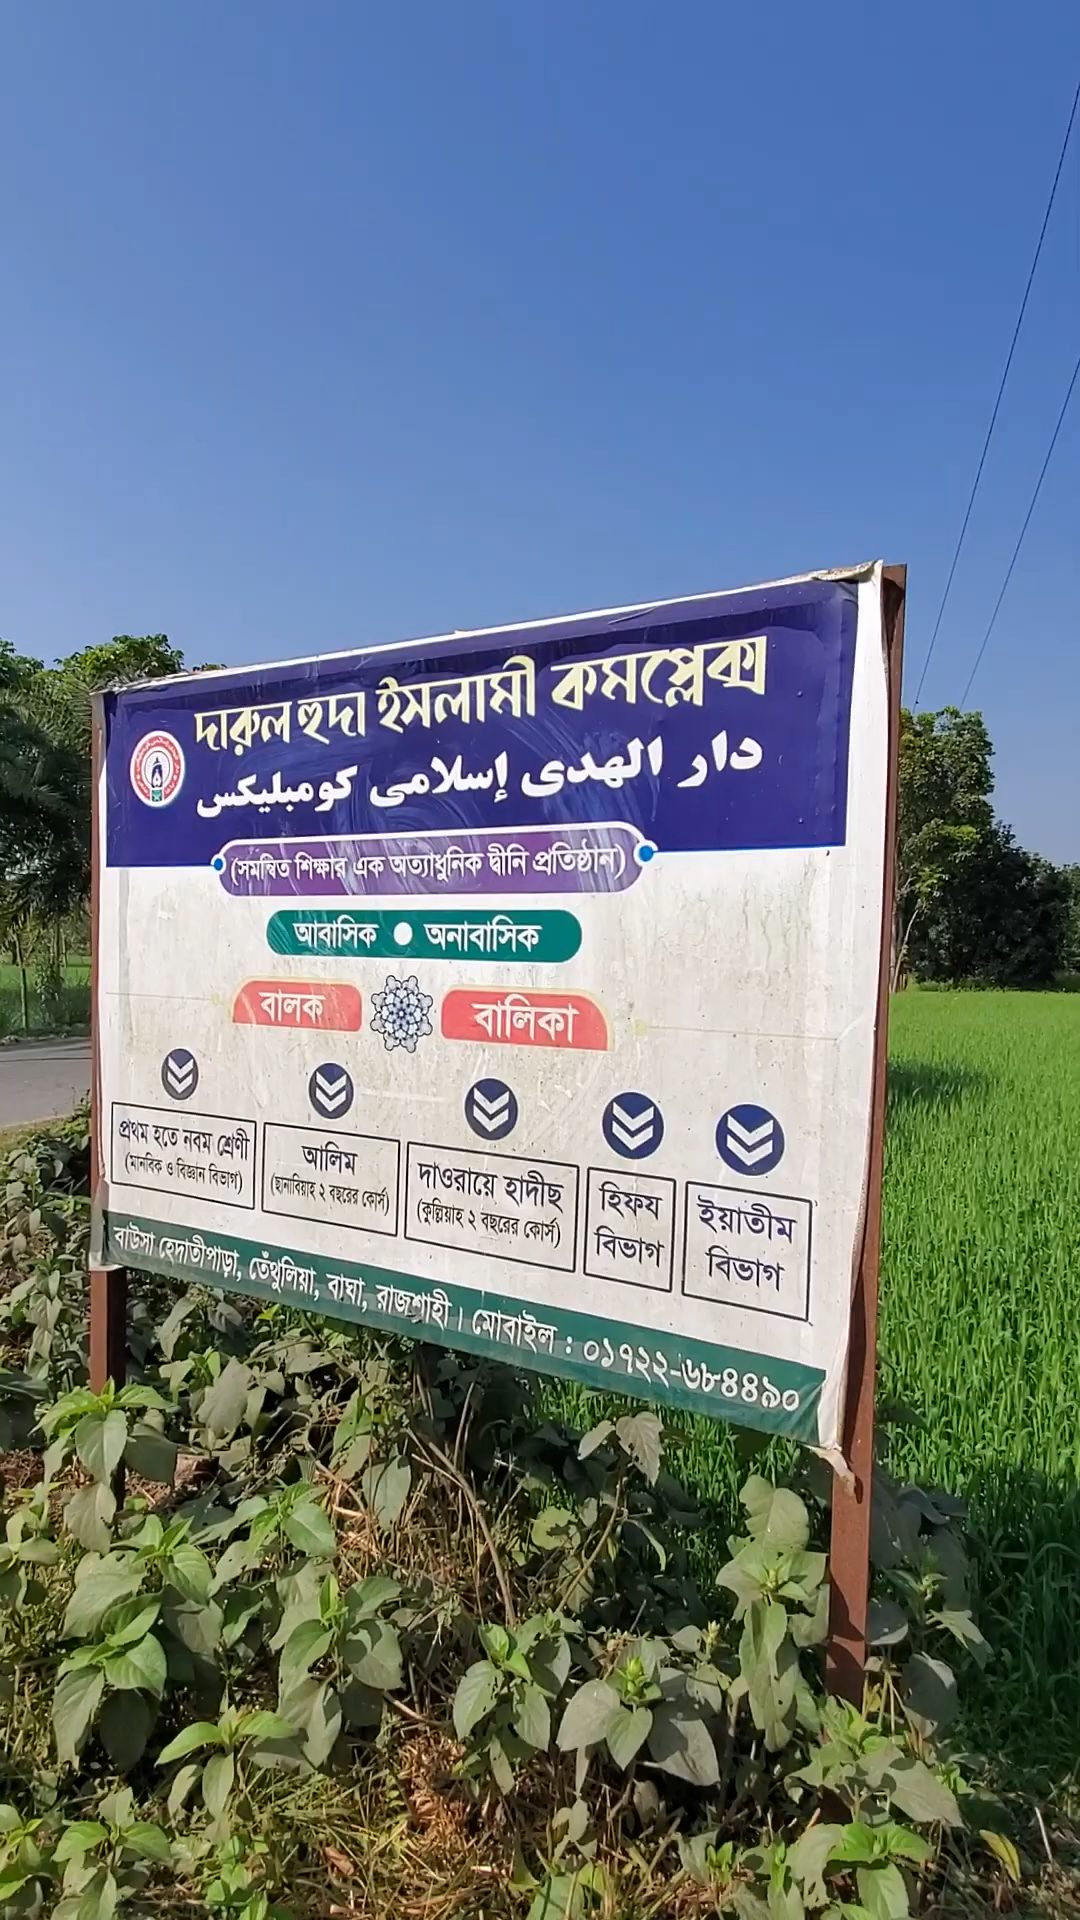 দারুল হুদা ইসলামী কমপ্লেক্স
دار الهدى إسلامى كومبليكس
(সমন্বিত শিক্ষার এক অত্যাধুনিক দ্বীনি প্রতিষ্ঠান)
আবাসিক ● অনাবাসিক
বালক বালিকা
প্রথম হতে নবম শ্রেণী
(মানবিক ও বিজ্ঞান বিভাগ)
আলিম
(ছানাবিয়াহ ২ বছরের কোর্স)
দাওরায়ে হাদীছ
(কুল্লিয়াহ ২ বছরের কোর্স)
হিফয
বিভাগ
ইয়াতীম
বিভাগ
বাউসা হেদাতীপাড়া, তেঁথুলিয়া, বাঘা, রাজশাহী। মোবাইল : ০১৭২২-৬৮৪৪৯০